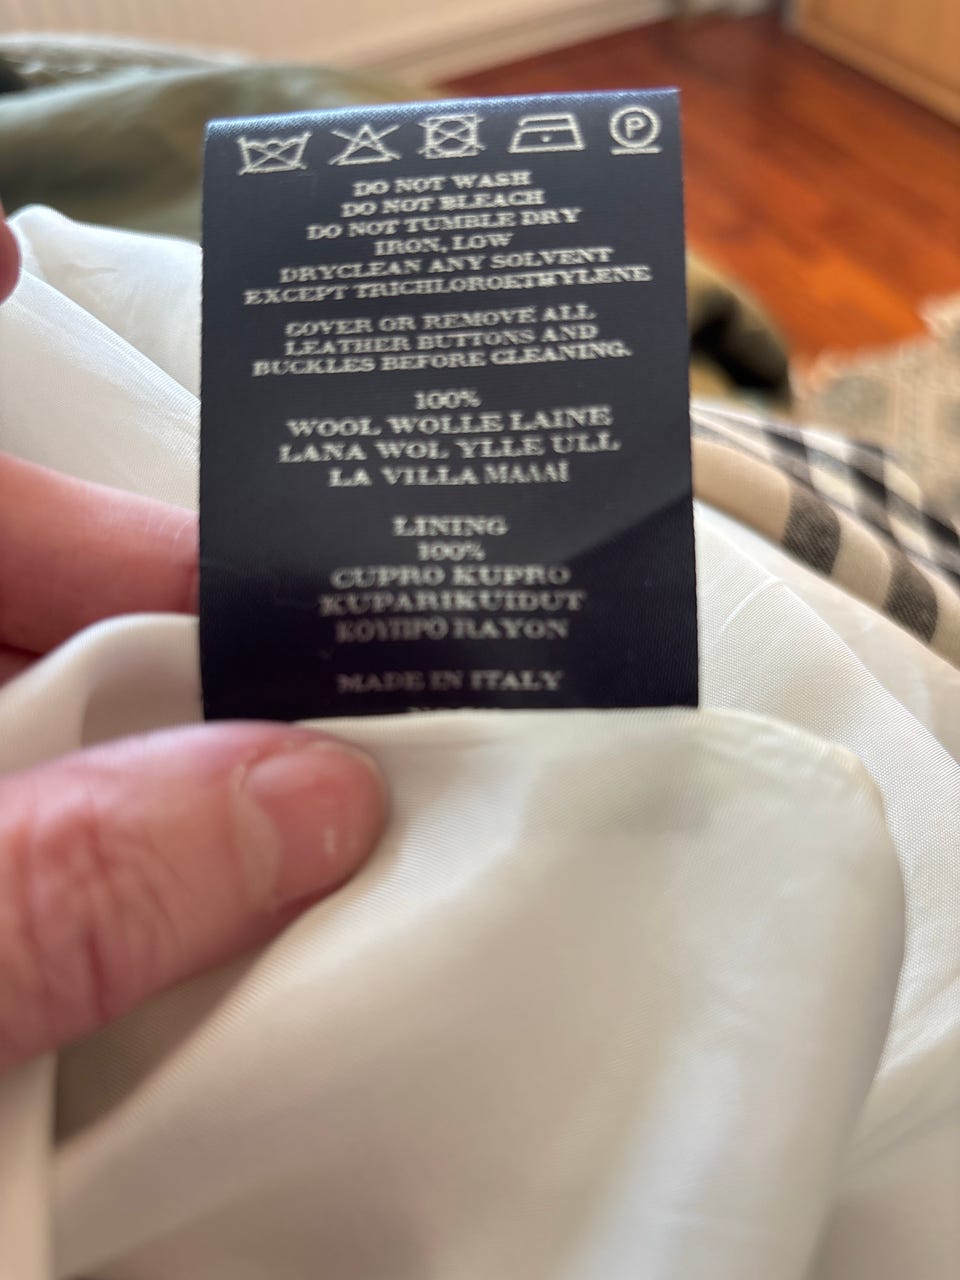 P
DO NOT WASH
DO NOT BLEACH
DO NOT TUMBLE DRY
IRON, LOW
DRYCLEAN ANY SOLVENT
EXCEPT TRICHLOROETHYLENE
COVER OR REMOVE ALL
LEATHER BUTTONS AND
BUCKLES BEFORE CLEANING.
100%
WOOL WOLLE LAINE
LANA WOL YLLE ULL
LA VILLA ΜΑΛΛΙ
LINING
100%
CUPRO KUPRO
KUPARIKUIDUT
ΚΟΥΠΡΟ RAYON
MADE IN ITALY